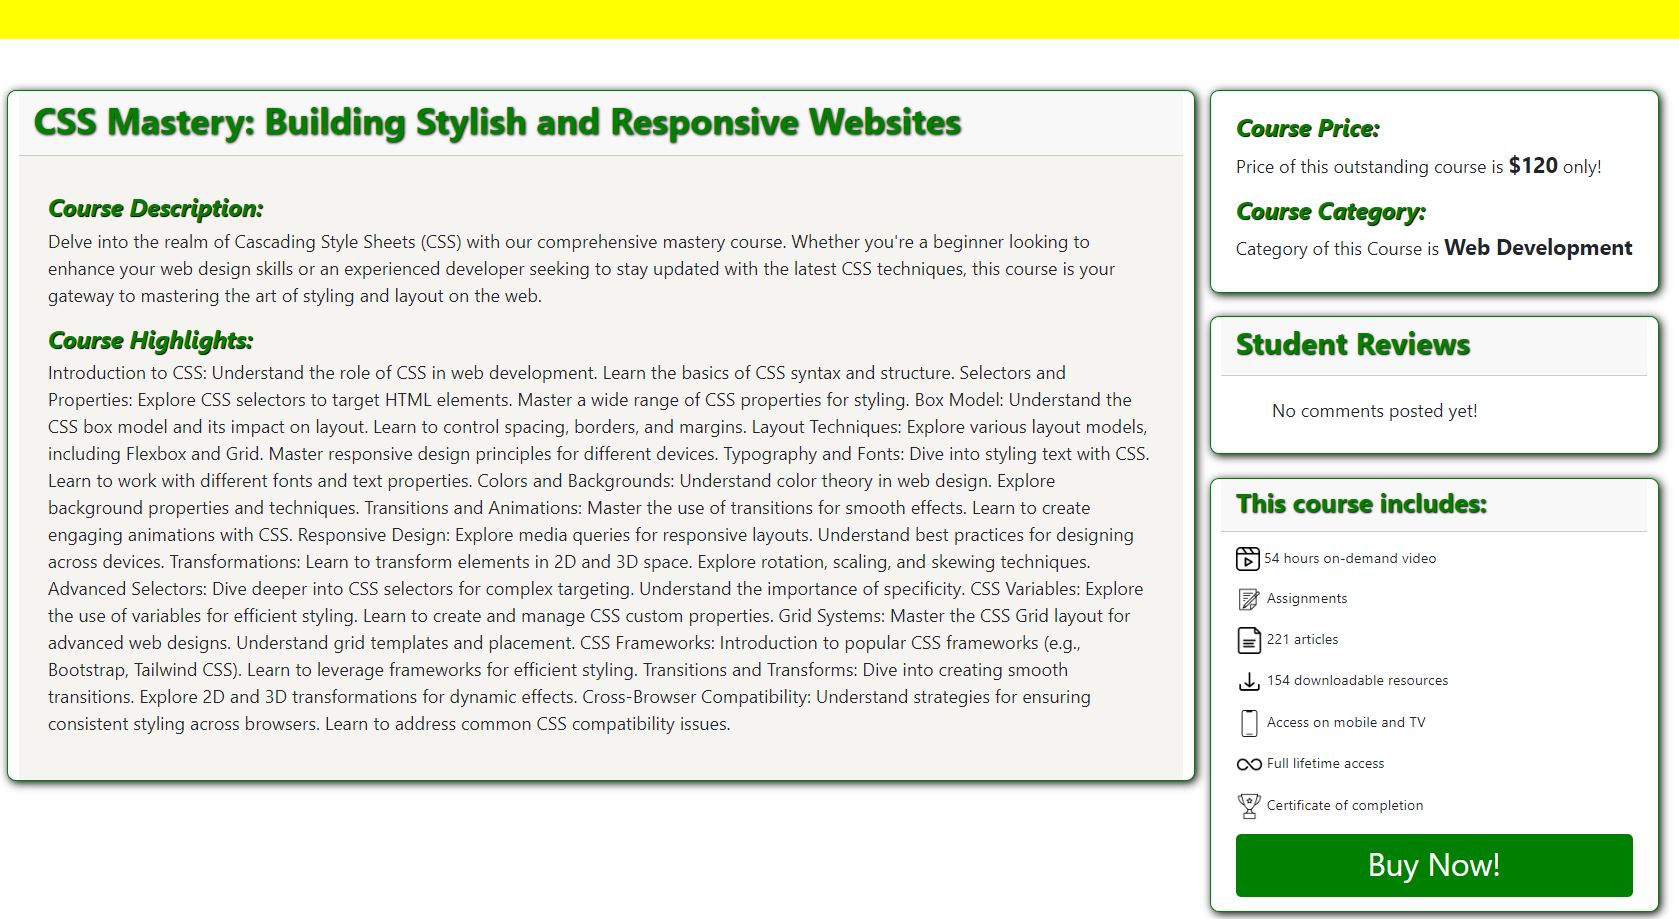 CSS Mastery: Building Stylish and Responsive Websites
Course Description:
Delve into the realm of Cascading Style Sheets (CSS) with our comprehensive mastery course. Whether you're a beginner looking to
enhance your web design skills or an experienced developer seeking to stay updated with the latest CSS techniques, this course is your
gateway to mastering the art of styling and layout on the web.
Course Highlights:
Introduction to CSS: Understand the role of CSS in web development. Learn the basics of CSS syntax and structure. Selectors and
Properties: Explore CSS selectors to target HTML elements. Master a wide range of CSS properties for styling. Box Model: Understand the
CSS box model and its impact on layout. Learn to control spacing, borders, and margins. Layout Techniques: Explore various layout models,
including Flexbox and Grid. Master responsive design principles for different devices. Typography and Fonts: Dive into styling text with CSS.
Learn to work with different fonts and text properties. Colors and Backgrounds: Understand color theory in web design. Explore
background properties and techniques. Transitions and Animations: Master the use of transitions for smooth effects. Learn to create
engaging animations with CSS. Responsive Design: Explore media queries for responsive layouts. Understand best practices for designing
across devices. Transformations: Learn to transform elements in 2D and 3D space. Explore rotation, scaling, and skewing techniques.
Advanced Selectors: Dive deeper into CSS selectors for complex targeting. Understand the importance of specificity. CSS Variables: Explore
the use of variables for efficient styling. Learn to create and manage CSS custom properties. Grid Systems: Master the CSS Grid layout for
advanced web designs. Understand grid templates and placement. CSS Frameworks: Introduction to popular CSS frameworks (e.g.,
Bootstrap, Tailwind CSS). Learn to leverage frameworks for efficient styling. Transitions and Transforms: Dive into creating smooth
transitions. Explore 2D and 3D transformations for dynamic effects. Cross-Browser Compatibility: Understand strategies for ensuring
consistent styling across browsers. Learn to address common CSS compatibility issues.
Course Price:
Price of this outstanding course is $120 only!
Course Category:
Category of this Course is Web Development
Student Reviews
No comments posted yet!
This course includes:
54 hours on-demand video
Assignments
221 articles
154 downloadable resources
Access on mobile and TV
Full lifetime access
Certificate of completion
Buy Now!